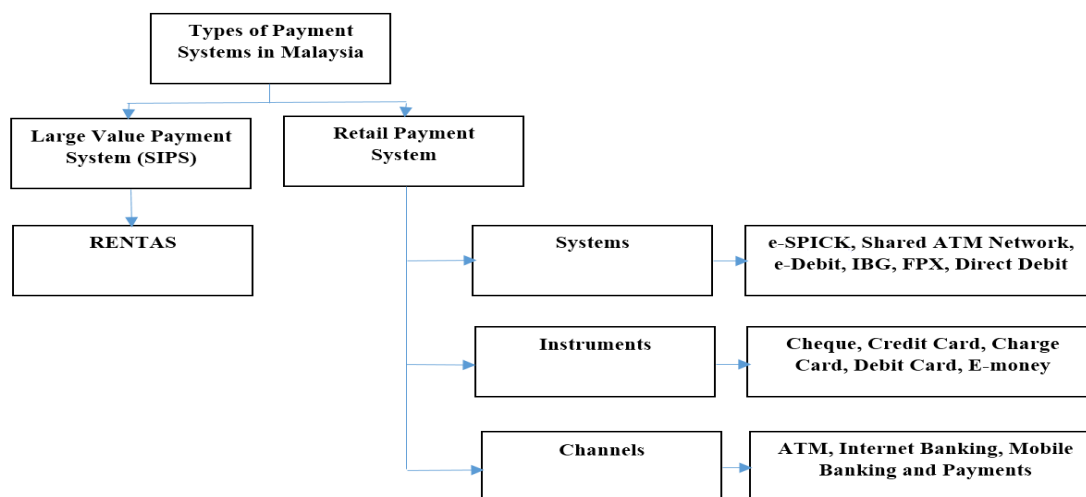 Types of Payment
Systems in Malaysia
Large Value Payment
System (SIPS)
Retail Payment
System
RENTAS
Systems
e-SPICK, Shared ATM Network,
e-Debit, IBG, FPX, Direct Debit
Instruments
Cheque, Credit Card, Charge
Card, Debit Card, E-money
Channels
ATM, Internet Banking, Mobile
Banking and Payments